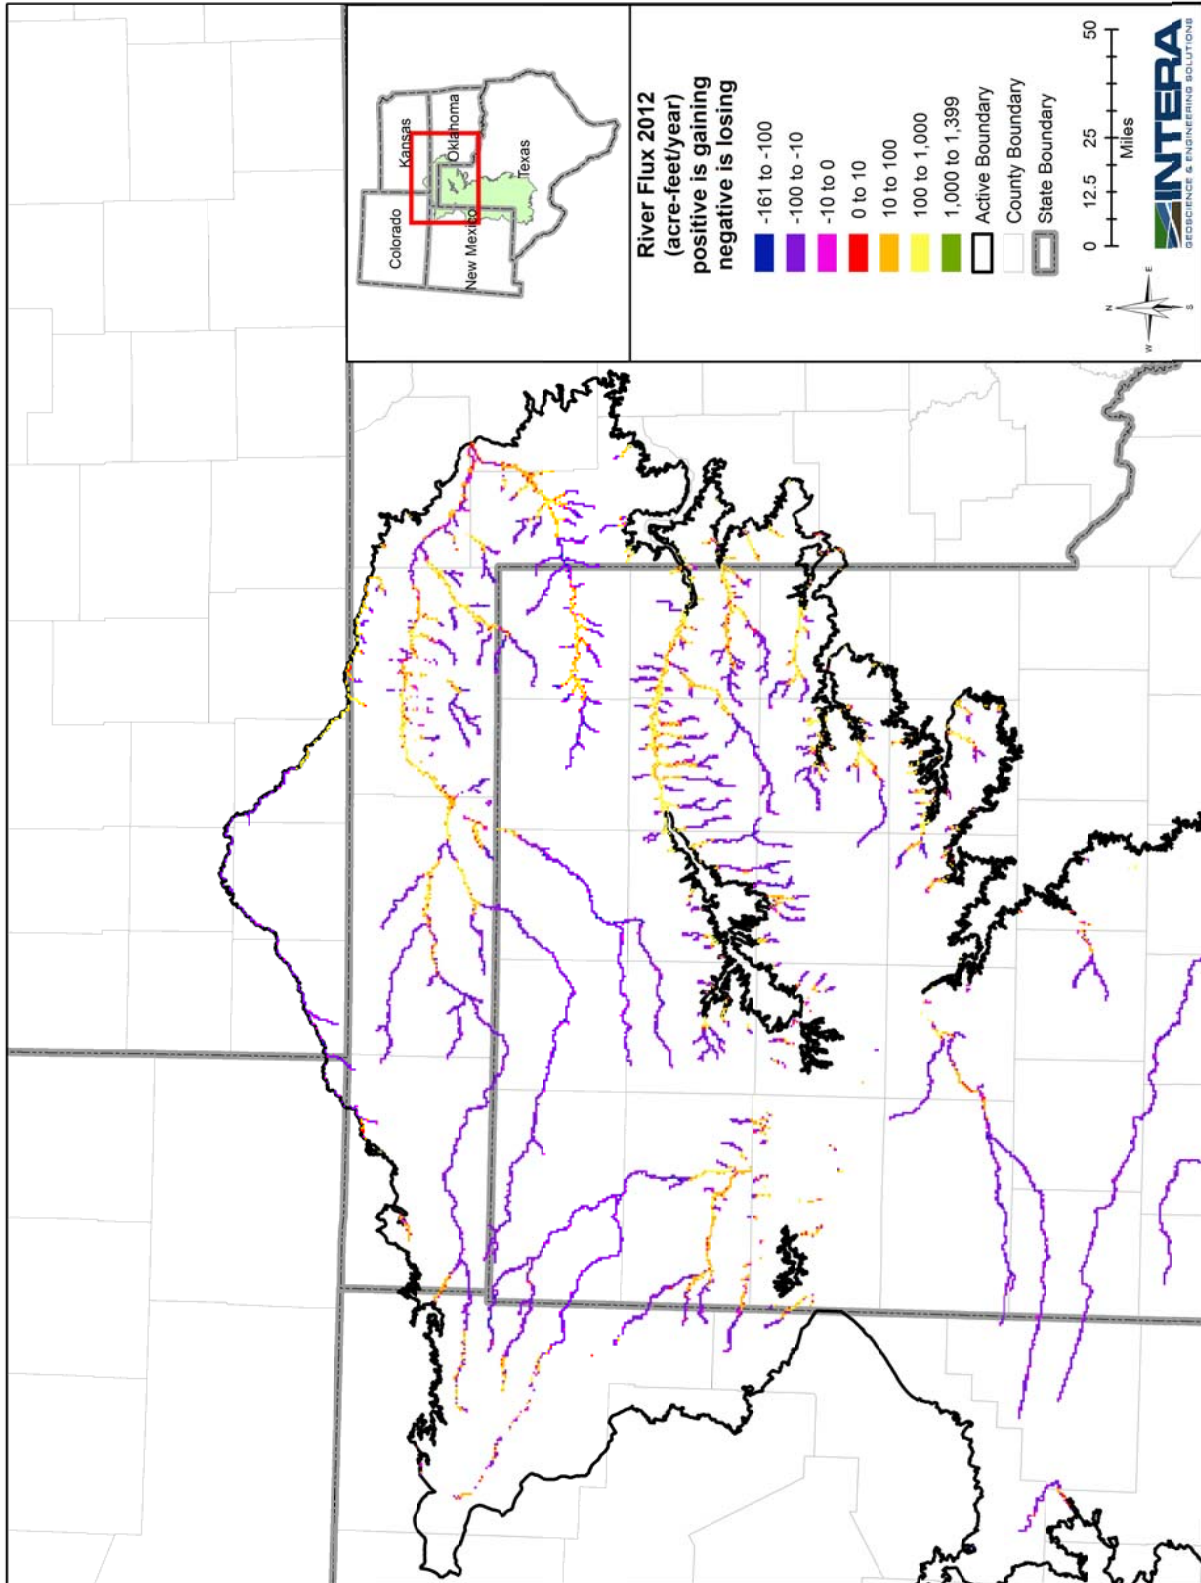 Colorado
Kansas
New Mexico
Oklahoma
Texas
River Flux 2012
(acre-feet/year)
positive is gaining
negative is losing
-161 to -100
-100 to -10
-10 to 0
0 to 10
10 to 100
100 to 1,000
1,000 to 1,399
Active Boundary
County Boundary
State Boundary
N
W
E
S
0 12.5 25 50
Miles
INTERA
GEOSCIENCE & ENGINEERING SOLUTIONS